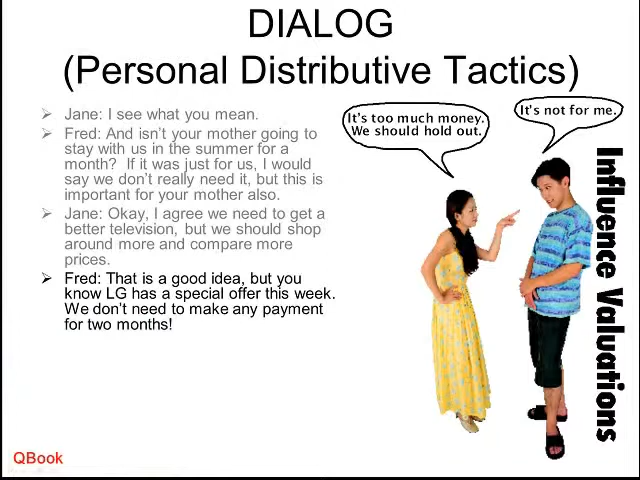 DIALOG
(Personal Distributive Tactics)
➢ Jane: I see what you mean.
➢ Fred: And isn't your mother going to
stay with us in the summer for a
month? If it was just for us, I would
say we don't really need it, but this is
important for your mother also.
➢ Jane: Okay, I agree we need to get a
better television, but we should shop
around more and compare more
prices.
➢ Fred: That is a good idea, but you
know LG has a special offer this week.
We don't need to make any payment
for two months!
It's too much money.
We should hold out.
It's not for me.
Influence Valuations
QBook